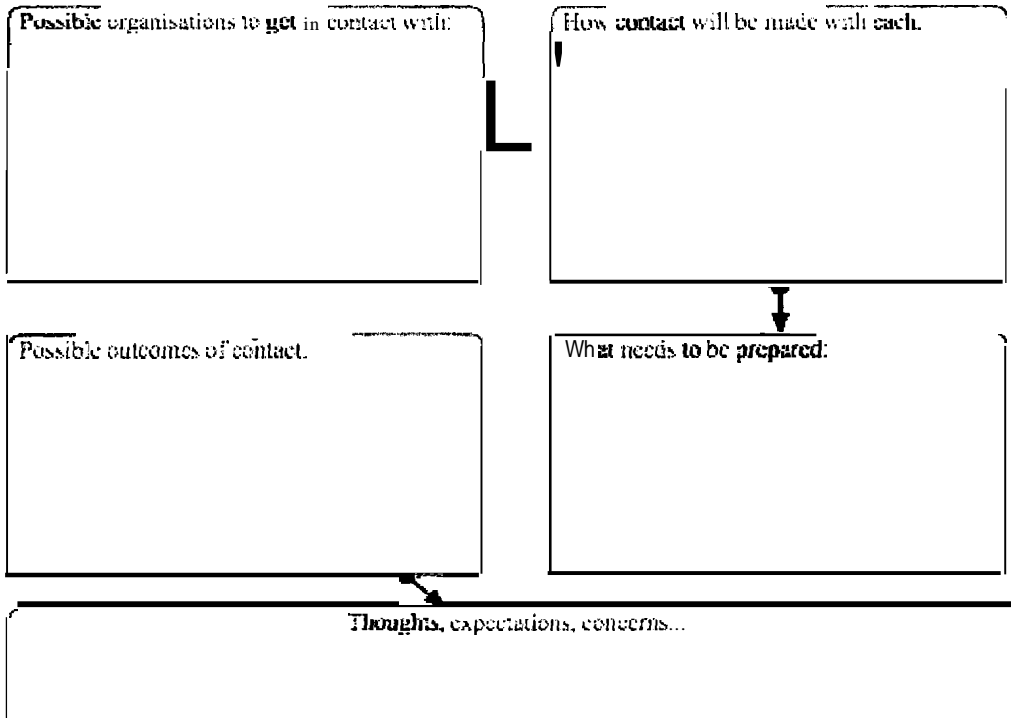 Possible organisations to get in contact with:
How contact will be made with each.
Possible outcomes of contact.
What needs to be prepared:
Thoughts, expectations, concerns...